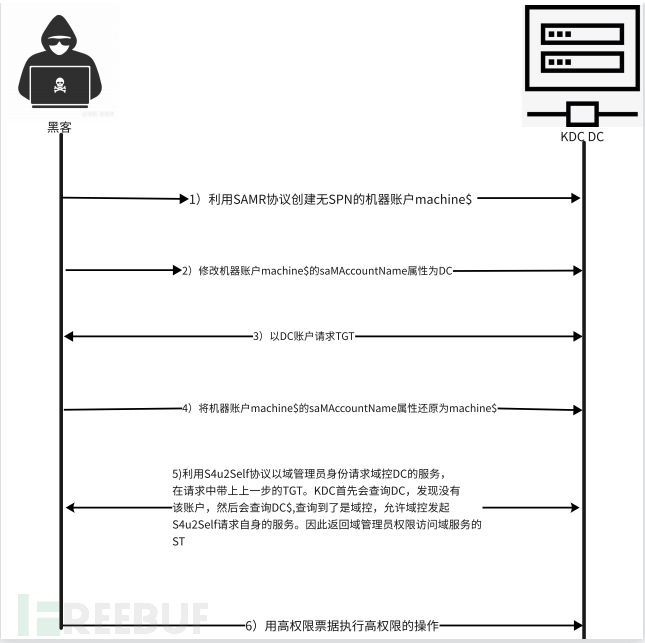 黑客
KDC DC
1）利用SAMR协议创建无SPN的机器账户machine$
2）修改机器账户machine$的saMAccountName属性为DC
3）以DC账户请求TGT
4）将机器账户machine$的saMAccountName属性还原为machine$
5)利用S4u2Self协议以域管理员身份请求域控DC的服务，
在请求中带上上一步的TGT。KDC首先会查询DC，发现没有
该账户，然后会查询DC$,查询到了是域控，允许域控发起
S4u2Self请求自身的服务。因此返回域管理员权限访问域服务的
ST
FREEBUF
6）用高权限票据执行高权限的操作